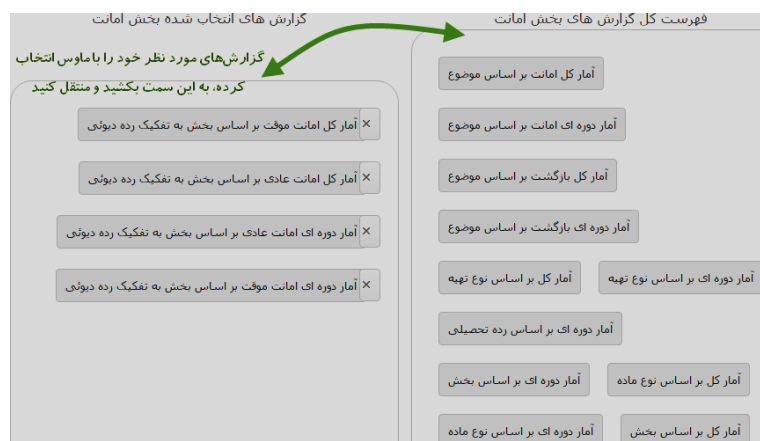 فهرست کل گزارش های بخش امانت
آمار کل امانت بر اساس موضوع
آمار دوره ای امانت بر اساس موضوع
آمار کل بازگشت بر اساس موضوع
آمار دوره ای بازگشت بر اساس موضوع
آمار دوره ای بر اساس نوع تهیه
آمار کل بر اساس نوع تهیه
آمار دوره ای بر اساس رده تحصیلی
آمار کل بر اساس نوع ماده
آمار دوره ای بر اساس بخش
آمار کل بر اساس بخش
آمار دوره ای بر اساس نوع ماده
گزارش های انتخاب شده بخش امانت
گزارش‌های مورد نظر خود را با ماوس انتخاب
کرده، به این سمت بکشید و منتقل کنید
× آمار کل امانت موقت بر اساس بخش به تفکیک رده دیوئی
× آمار کل امانت عادی بر اساس بخش به تفکیک رده دیوئی
× آمار دوره ای امانت عادی بر اساس بخش به تفکیک رده دیوئی
× آمار دوره ای امانت موقت بر اساس بخش به تفکیک رده دیوئی